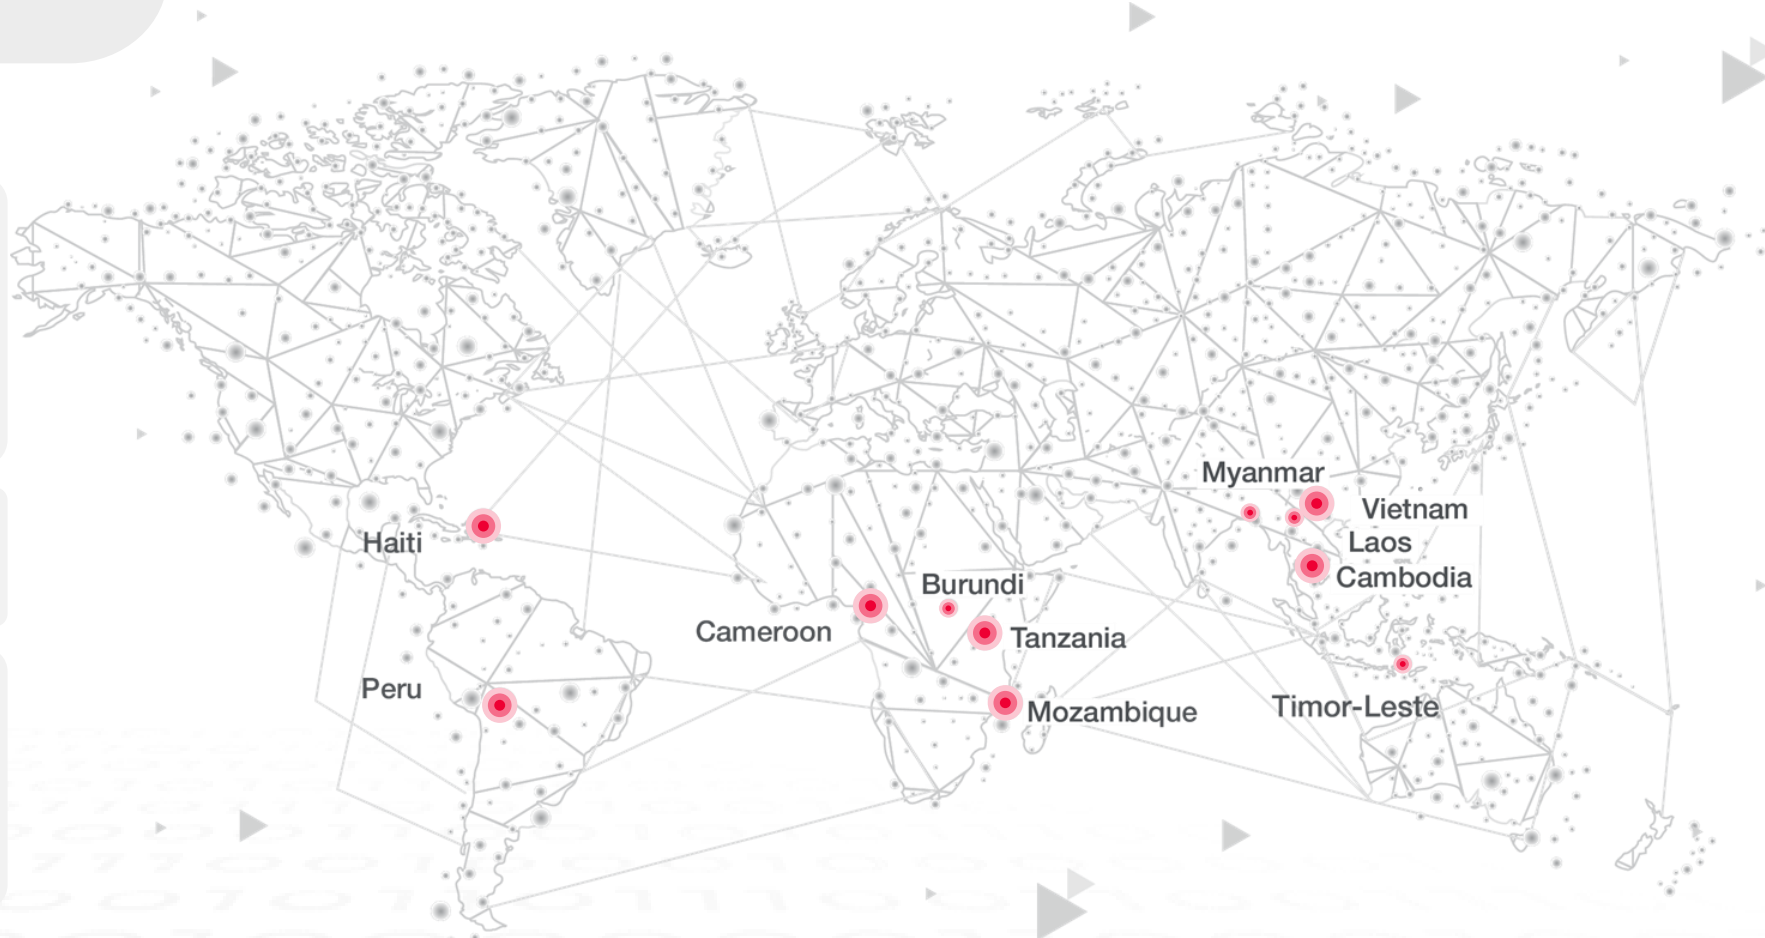 Myanmar
Vietnam
Haiti
Laos
Cambodia
Burundi
Cameroon
Tanzania
Peru
Mozambique
Timor-Leste